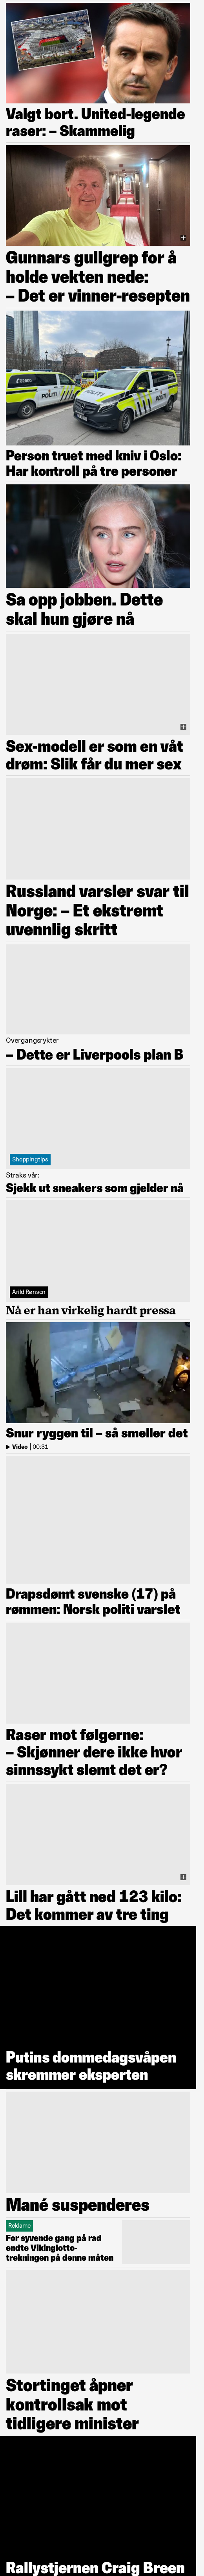 Valgt bort. United-legende
raser: – Skammelig
Gunnars gullgrep for å
holde vekten nede:
– Det er vinner-resepten
POLITI
POLITI
Person truet med kniv i Oslo:
Har kontroll på tre personer
Sa opp jobben. Dette
skal hun gjøre nå
Sex-modell er som en våt
drøm: Slik får du mer sex
Russland varsler svar til
Norge: – Et ekstremt
uvennlig skritt
Overgangsrykter
– Dette er Liverpools plan B
Shoppingtips
Straks vår:
Sjekk ut sneakers som gjelder nå
Arild Rønsen
Nå er han virkelig hardt pressa
Snur ryggen til – så smeller det
Video | 00:31
Drapsdømt svenske (17) på
rømmen: Norsk politi varslet
Raser mot følgerne:
– Skjønner dere ikke hvor
sinnssykt slemt det er?
Lill har gått ned 123 kilo:
Det kommer av tre ting
Putins dommedagsvåpen
skremmer eksperten
Mané suspenderes
Reklame
For syvende gang på rad
endte Vikinglotto-
trekningen på denne måten
Stortinget åpner
kontrollsak mot
tidligere minister
Rallystjernen Craig Breen